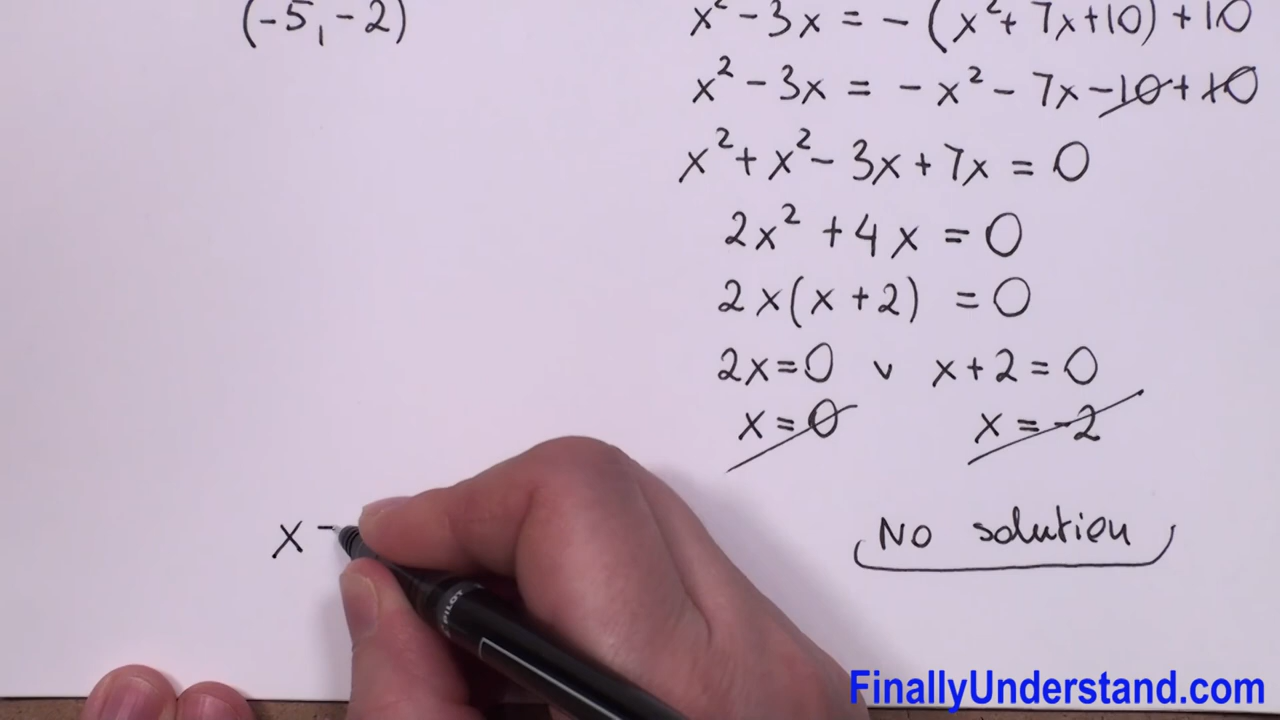 (-5, -2)
x² - 3x = - (x² + 7x + 10) + 10
x² - 3x = - x² - 7x - 10 + 10
x² + x² - 3x + 7x = 0
2x² + 4x = 0
2x(x + 2) = 0
2x = 0 v x + 2 = 0
x = 0 x = -2
No solution
x -
PILOT
FinallyUnderstand.com